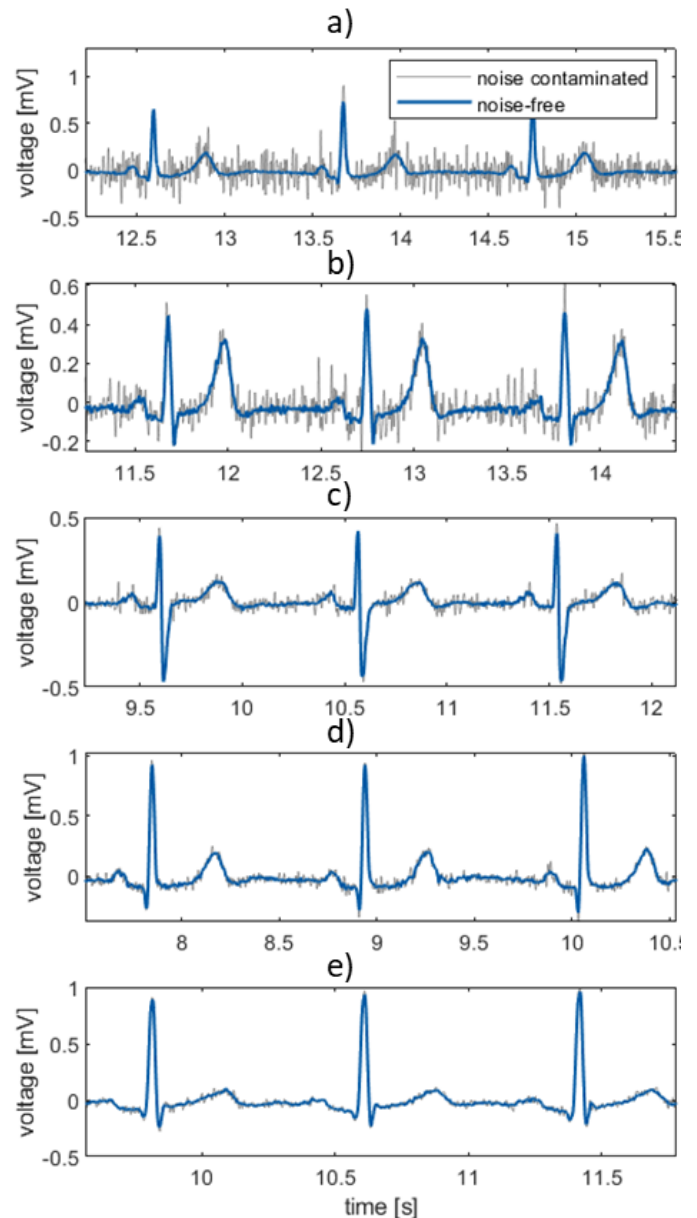 a)
voltage [mV]
1
0.5
0
-0.5
noise contaminated
noise-free
12.5 13 13.5 14 14.5 15 15.5
b)
voltage [mV]
0.6
0.4
0.2
0
-0.2
11.5 12 12.5 13 13.5 14
c)
voltage [mV]
0.5
0
-0.5
9.5 10 10.5 11 11.5 12
d)
voltage [mV]
1
0.5
0
8 8.5 9 9.5 10 10.5
e)
voltage [mV]
1
0.5
0
-0.5
10 10.5 11 11.5
time [s]